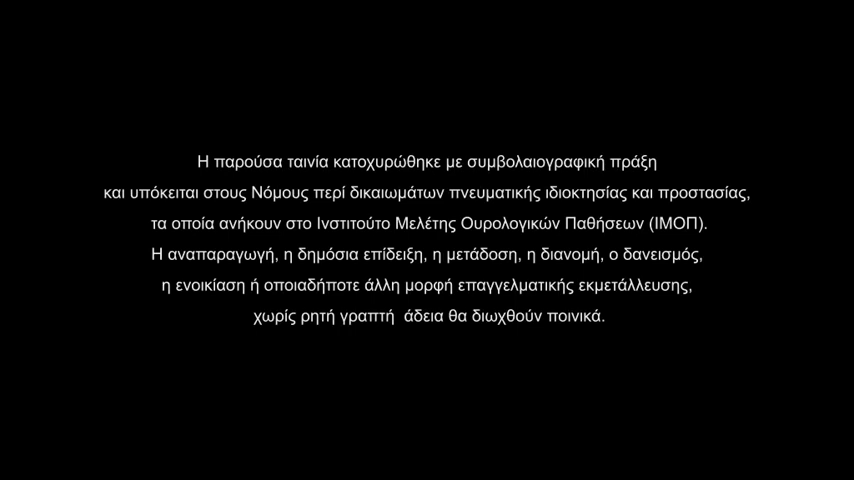 Η παρούσα ταινία κατοχυρώθηκε με συμβολαιογραφική πράξη
και υπόκειται στους Νόμους περί δικαιωμάτων πνευματικής ιδιοκτησίας και προστασίας,
τα οποία ανήκουν στο Ινστιτούτο Μελέτης Ουρολογικών Παθήσεων (ΙΜΟΠ).
Η αναπαραγωγή, η δημόσια επίδειξη, η μετάδοση, η διανομή, ο δανεισμός,
η ενοικίαση ή οποιαδήποτε άλλη μορφή επαγγελματικής εκμετάλλευσης,
χωρίς ρητή γραπτή  άδεια θα διωχθούν ποινικά.